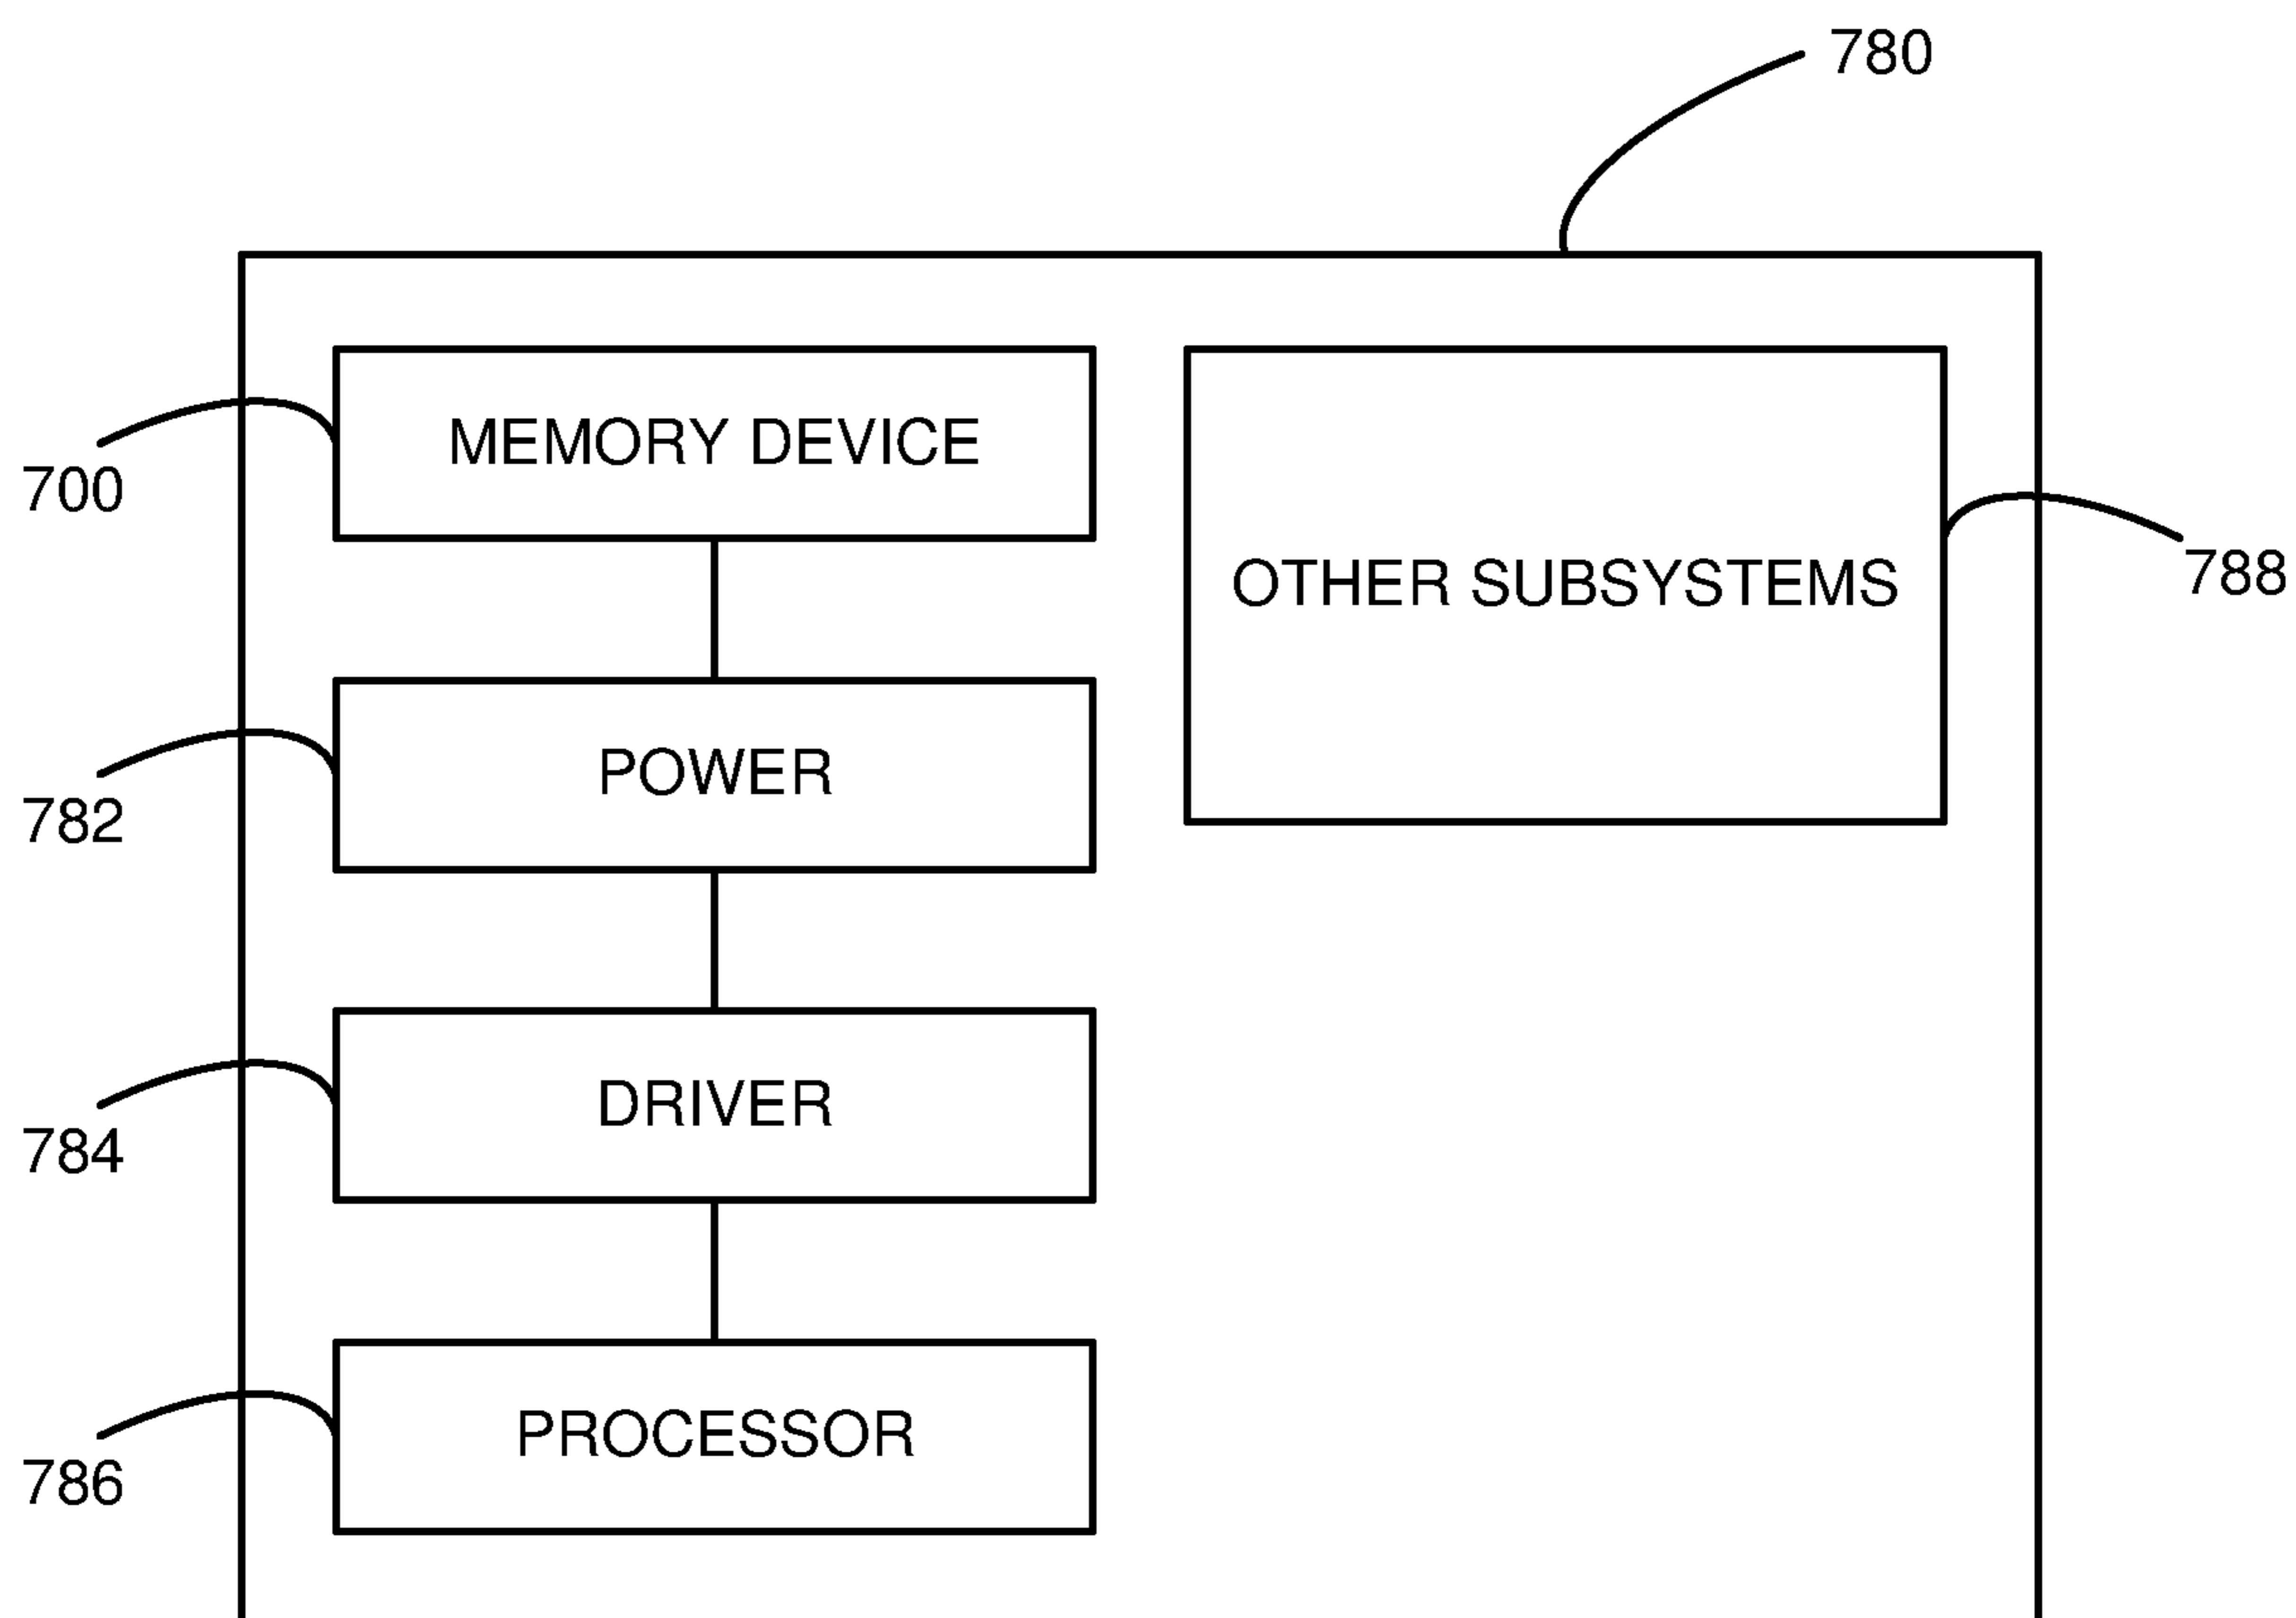 780
MEMORY DEVICE
700
OTHER SUBSYSTEMS
788
POWER
782
DRIVER
784
PROCESSOR
786